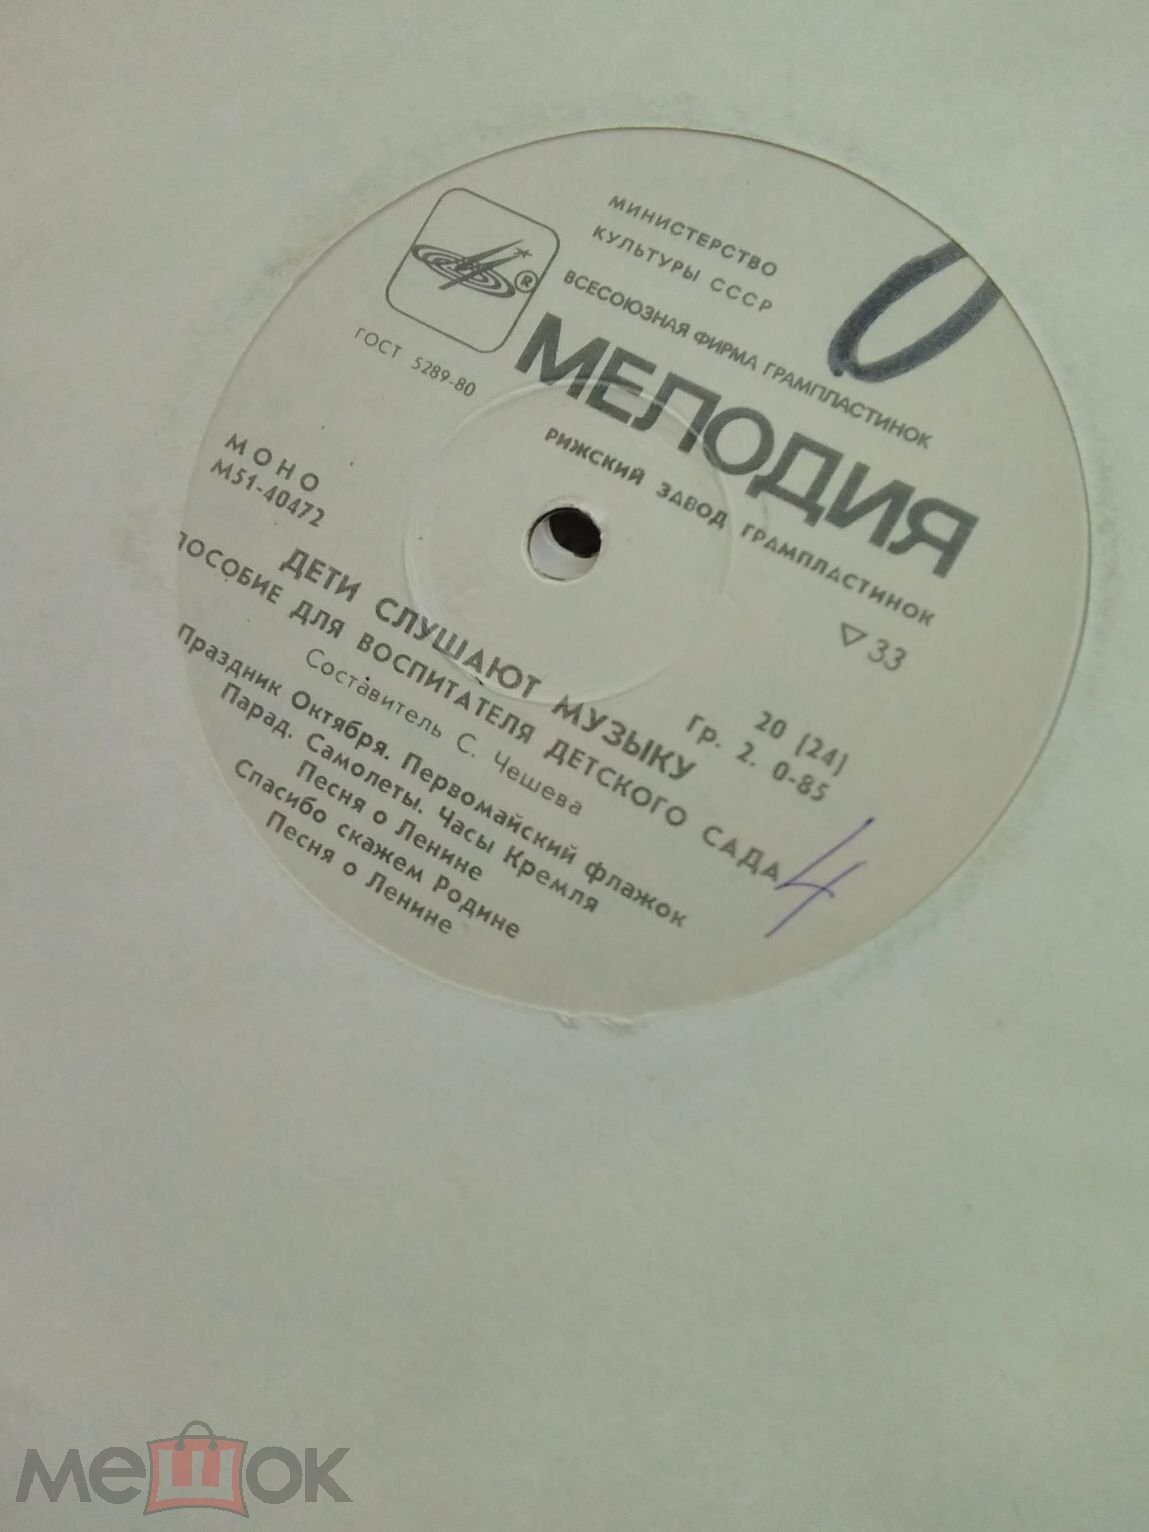 МИНИСТЕРСТВО
КУЛЬТУРЫ СССР
ВСЕСОЮЗНАЯ ФИРМА ГРАМПЛАСТИНОК
МЕЛОДИЯ
РИЖСКИЙ ЗАВОД ГРАМПЛАСТИНОК
®
ГОСТ 5289-80
▽ 33
МОНО
М51-40472
20 (24)
Гр. 2. 0-85
ДЕТИ СЛУШАЮТ МУЗЫКУ
ПОСОБИЕ ДЛЯ ВОСПИТАТЕЛЯ ДЕТСКОГО САДА
4
Составитель С. Чешева
Праздник Октября. Первомайский флажок
Парад. Самолеты. Часы Кремля
Песня о Ленине
Спасибо скажем Родине
Песня о Ленине
мешок